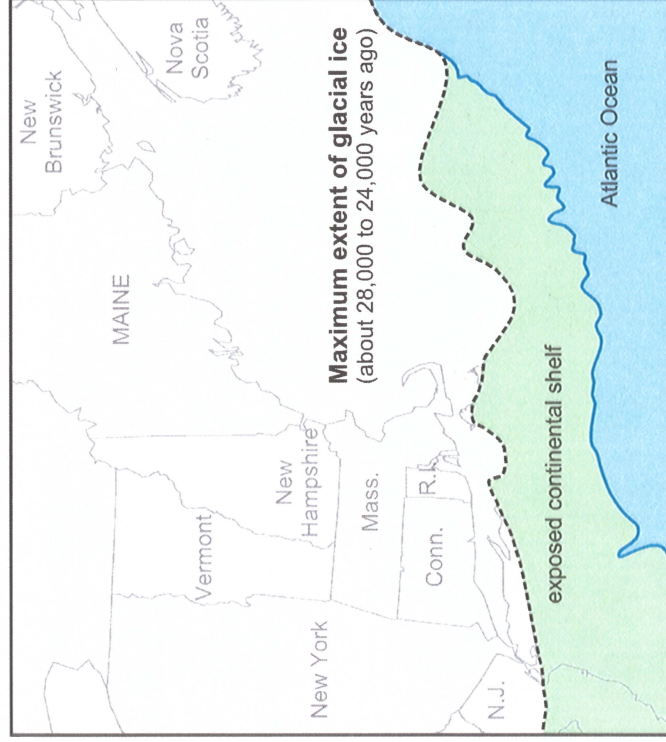 New
Brunswick
Nova
Scotia
MAINE
Maximum extent of glacial ice
(about 28,000 to 24,000 years ago)
Atlantic Ocean
Vermont
New
Hampshire
New York
Mass.
Conn.
R.I.
N.J.
exposed continental shelf